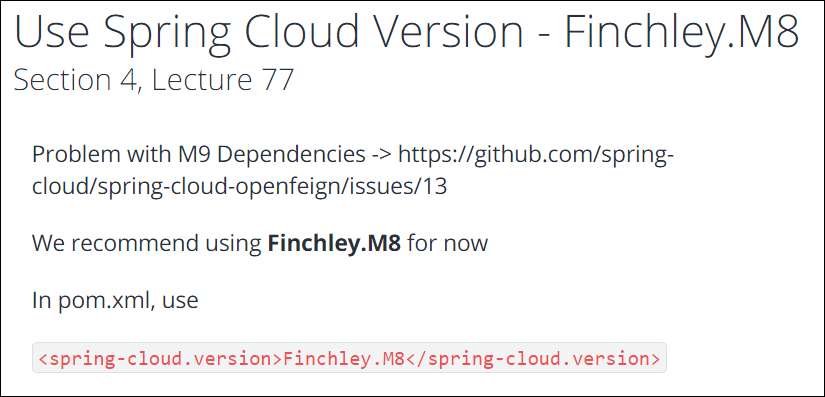 Use Spring Cloud Version - Finchley.M8
Section 4, Lecture 77
Problem with M9 Dependencies -> https://github.com/spring-
cloud/spring-cloud-openfeign/issues/13
We recommend using Finchley.M8 for now
In pom.xml, use
<spring-cloud.version>Finchley.M8</spring-cloud.version>